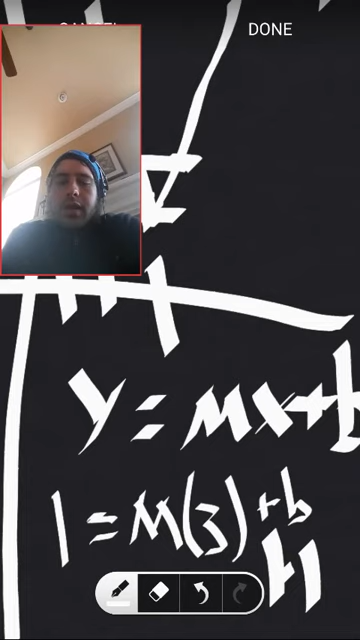 DONE
y = mx+b
1 = M(3) +b